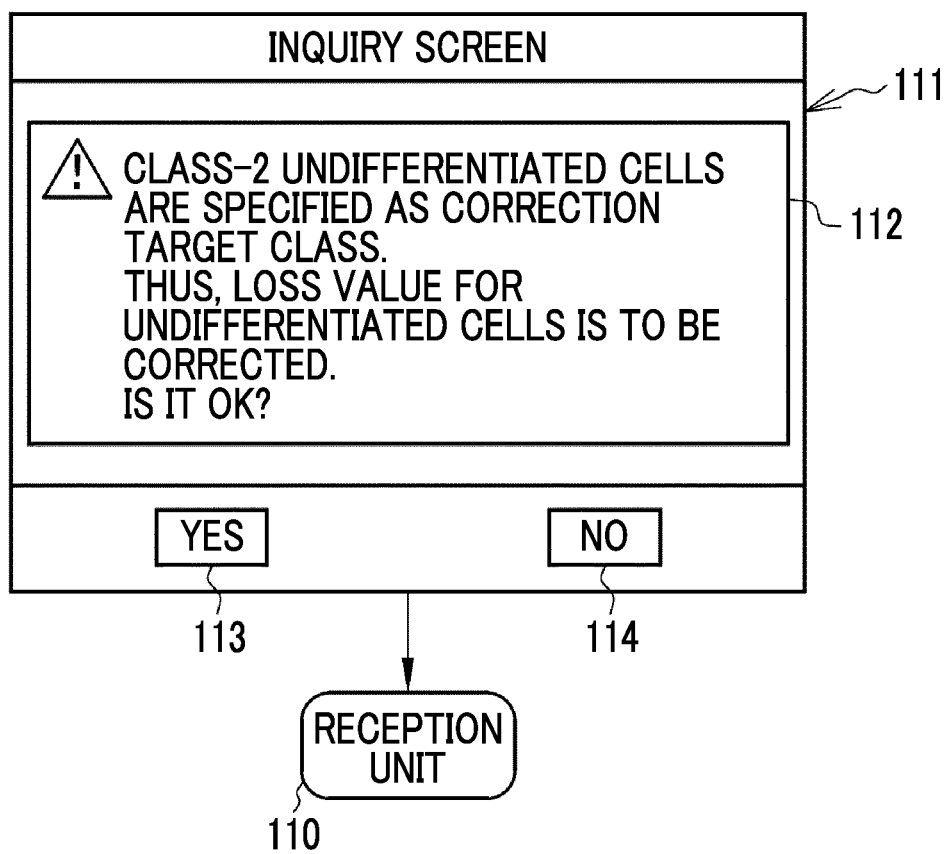 INQUIRY SCREEN
111
! CLASS-2 UNDIFFERENTIATED CELLS
ARE SPECIFIED AS CORRECTION
TARGET CLASS.
THUS, LOSS VALUE FOR
UNDIFFERENTIATED CELLS IS TO BE
CORRECTED.
IS IT OK?
112
YES
NO
113
114
RECEPTION
UNIT
110